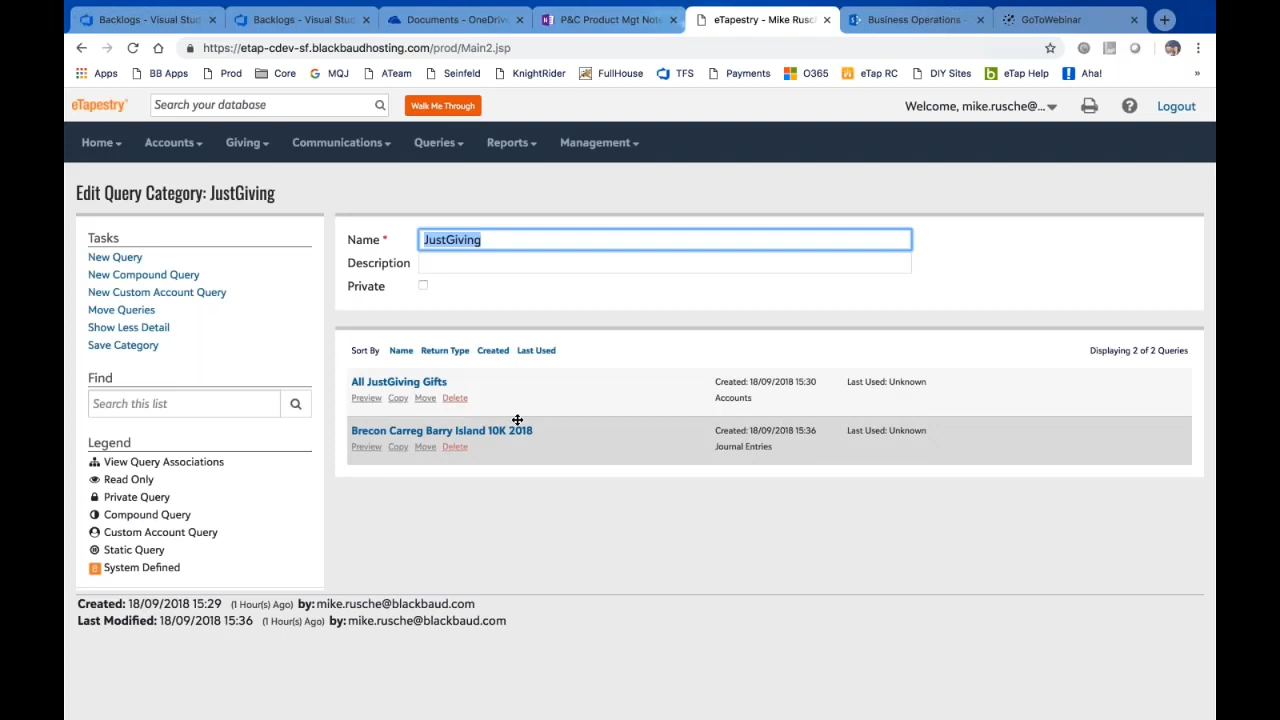 Backlogs - Visual Stu Backlogs - Visual Stud Documents - OneDriv P&C Product Mgt Not eTapestry - Mike Rusc Business Operations - GoToWebinar
https://etap-cdev-sf.blackbaudhosting.com/prod/Main2.jsp
Apps BB Apps Prod Core MQJ ATeam Seinfeld KnightRider FullHouse TFS Payments O365 eTap RC DIY Sites eTap Help Aha! »
eTapestry Search your database Walk Me Through Welcome, mike.rusche@... Logout
Home Accounts Giving Communications Queries Reports Management
Edit Query Category: JustGiving
Tasks
New Query
New Compound Query
New Custom Account Query
Move Queries
Show Less Detail
Save Category
Find
Search this list
Legend
View Query Associations
Read Only
Private Query
Compound Query
Custom Account Query
Static Query
System Defined
Name * JustGiving
Description
Private
Sort By Name Return Type Created Last Used Displaying 2 of 2 Queries
All JustGiving Gifts Created: 18/09/2018 15:30 Last Used: Unknown
Preview Copy Move Delete Accounts
Brecon Carreg Barry Island 10K 2018 Created: 18/09/2018 15:36 Last Used: Unknown
Preview Copy Move Delete Journal Entries
Created: 18/09/2018 15:29 (1 Hour(s) Ago) by: mike.rusche@blackbaud.com
Last Modified: 18/09/2018 15:36 (1 Hour(s) Ago) by: mike.rusche@blackbaud.com